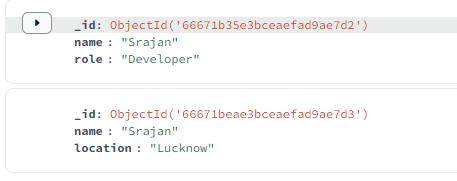 _id: ObjectId('66671b35e3bceaefad9ae7d2')
name : "Srajan"
role : "Developer"
_id: ObjectId('66671beae3bceaefad9ae7d3')
name : "Srajan"
location : "Lucknow"